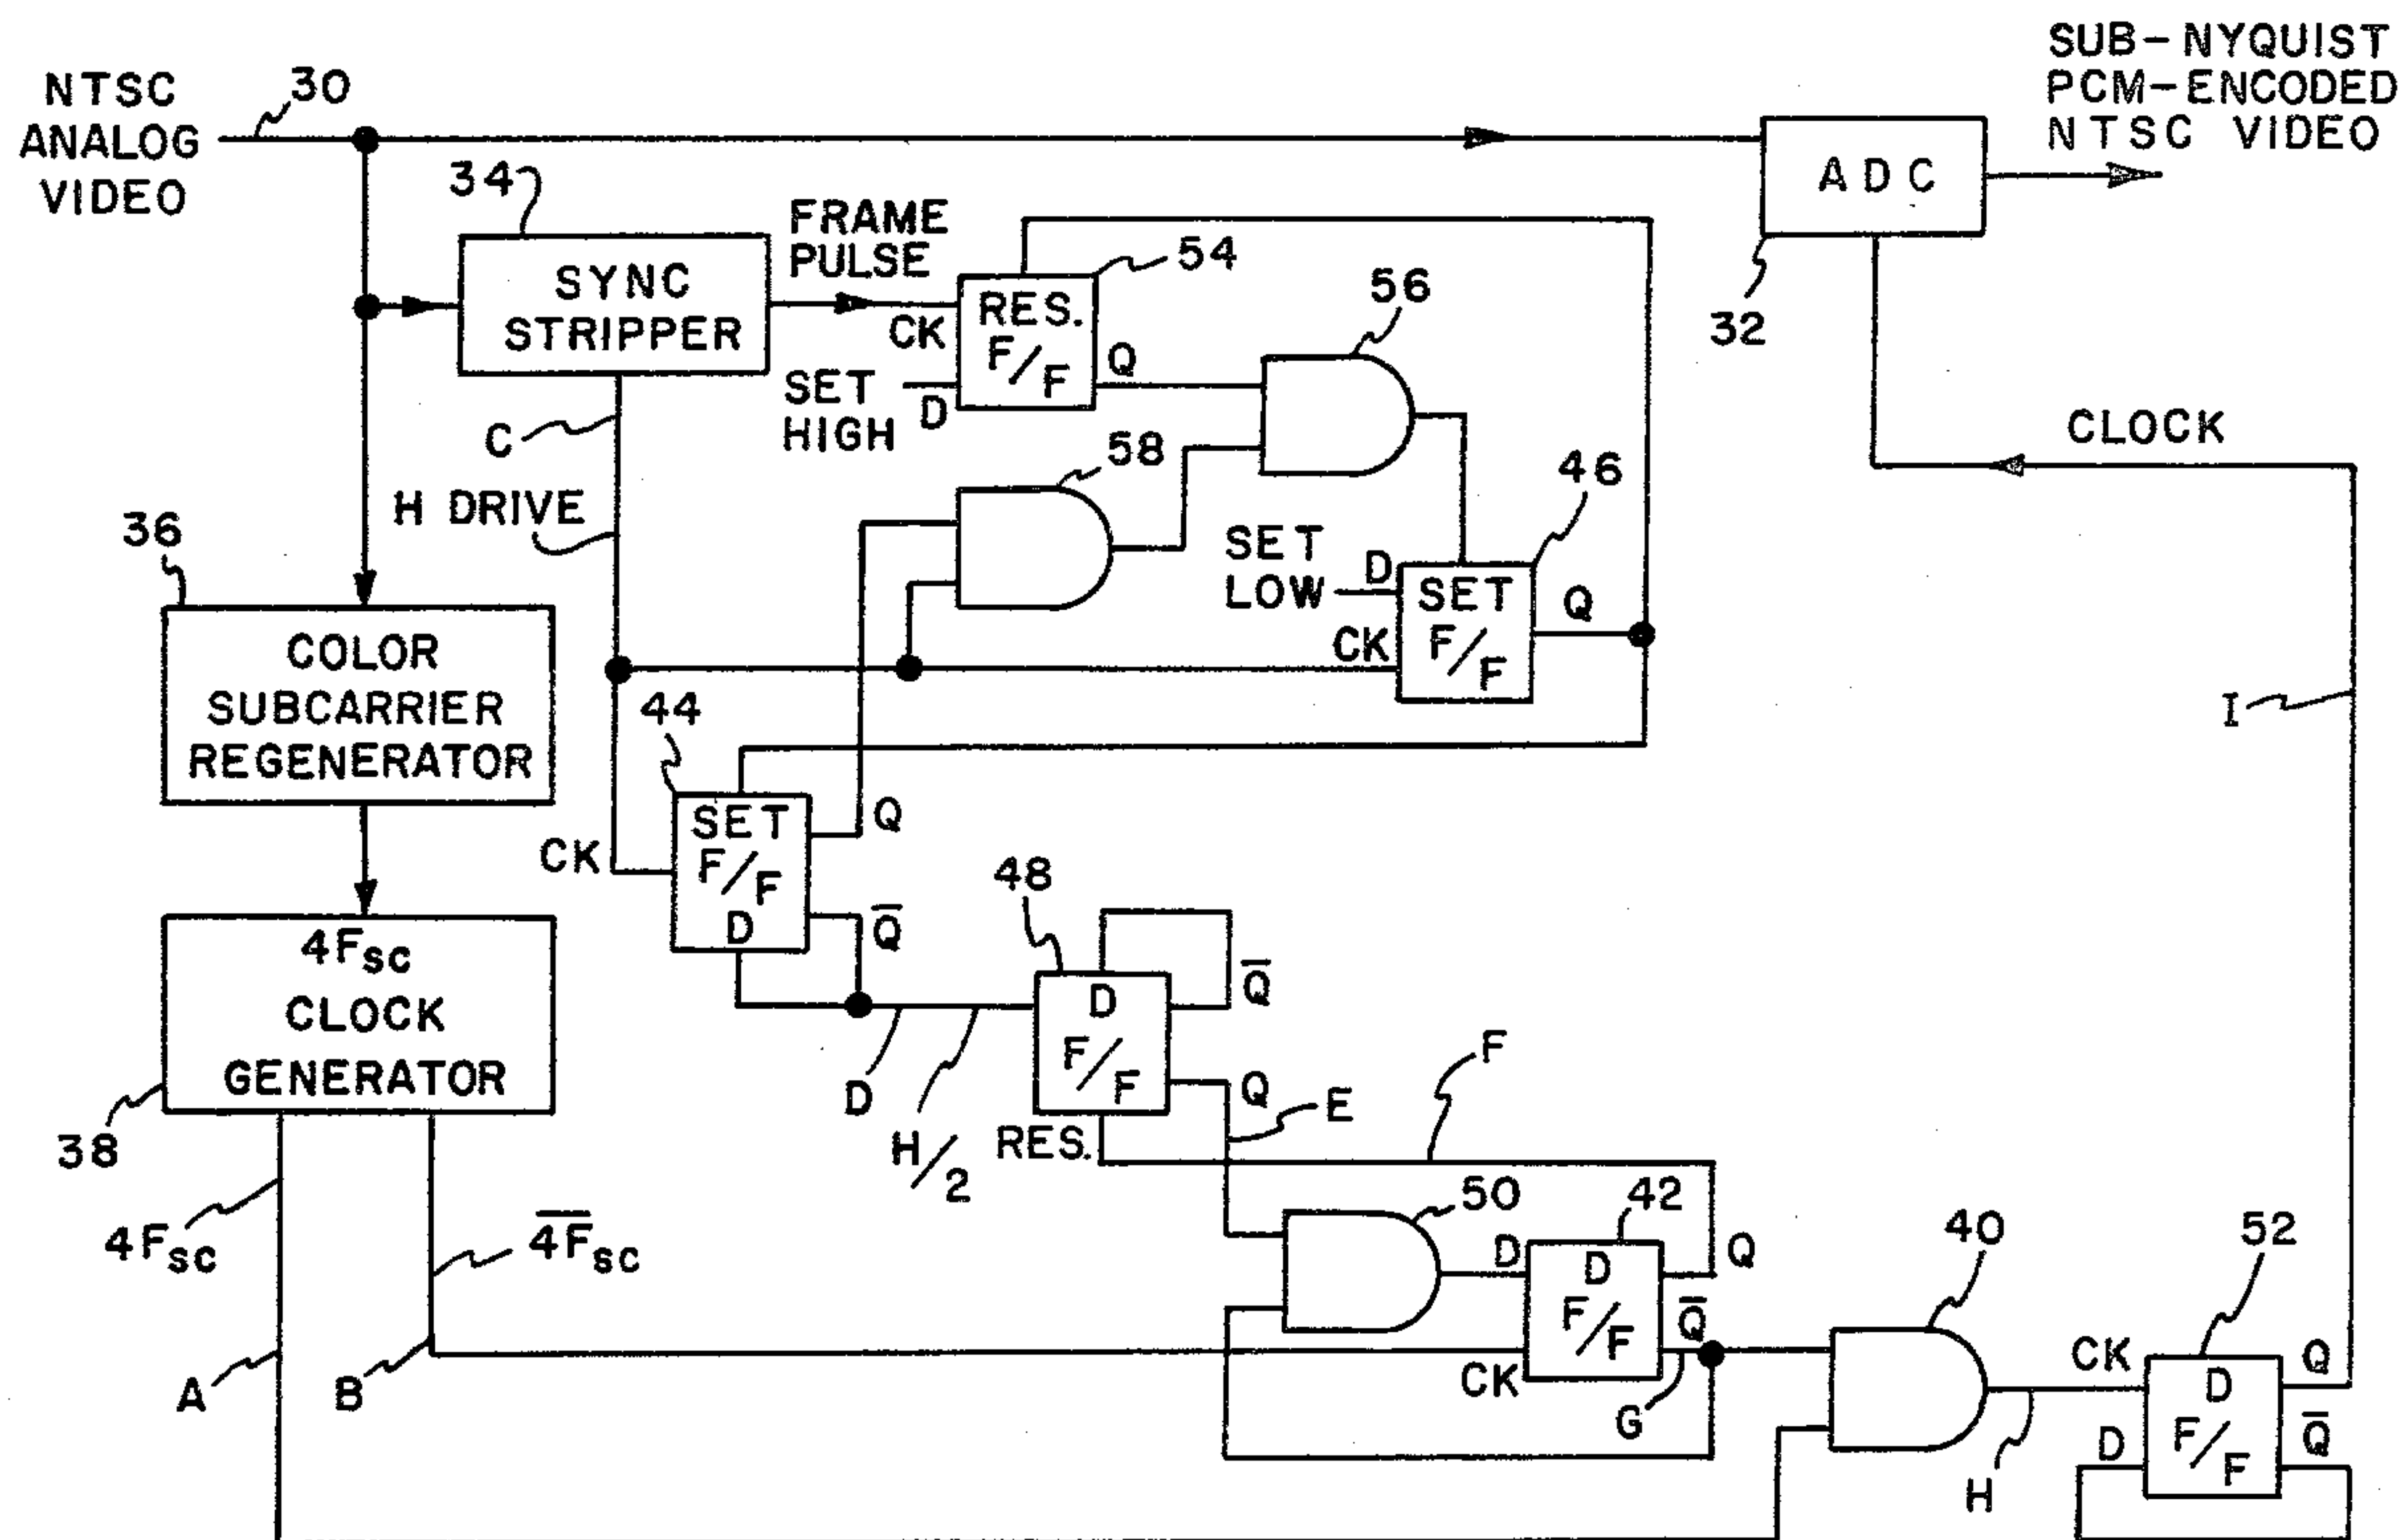 NTSC
ANALOG
VIDEO
30
SUB-NYQUIST
PCM-ENCODED
NTSC VIDEO
ADC
32
34
SYNC
STRIPPER
FRAME
PULSE
54
CK
RES.
F/F
Q
SET
HIGH
D
56
58
C
H DRIVE
CLOCK
46
SET
LOW
D
SET
F/F
CK
Q
36
COLOR
SUBCARRIER
REGENERATOR
I
44
SET
F/F
D
CK
Q
Q̅
48
D
F/F
Q̅
Q
RES.
4Fsc
CLOCK
GENERATOR
38
D
H/2
E
F
4Fsc
4F̅sc
A
B
50
42
D
D
F/F
CK
Q
Q̅
G
40
52
CK
D
F/F
D
Q
Q̅
H